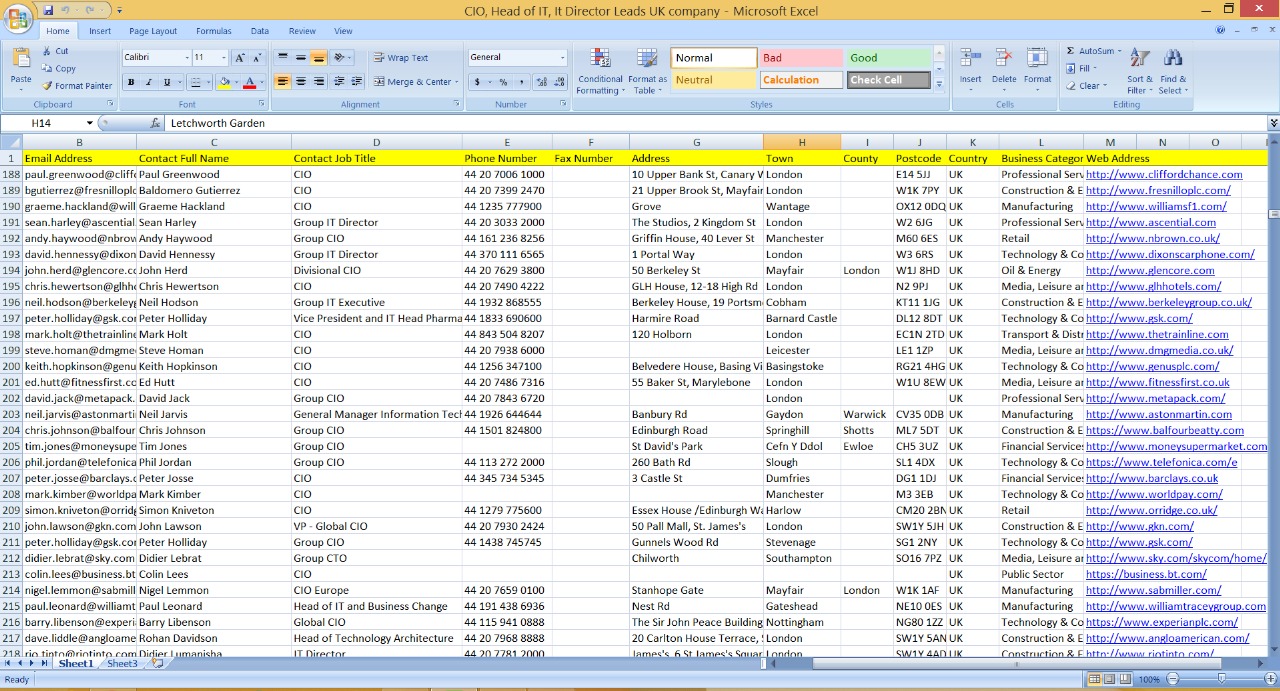 CIO, Head of IT, It Director Leads UK company - Microsoft Excel
Home Insert Page Layout Formulas Data Review View
Paste Cut Copy Format Painter Clipboard
Calibri 11 B I U Font
Wrap Text Merge & Center Alignment
General $ % , Number
Conditional Formatting Format as Table Normal Bad Good Neutral Calculation Check Cell Styles
Insert Delete Format Cells
AutoSum Fill Clear Sort & Filter Find & Select Editing
H14 fx Letchworth Garden
B C D E F G H I J K L M N O
1 Email Address Contact Full Name Contact Job Title Phone Number Fax Number Address Town County Postcode Country Business Categor Web Address
188 paul.greenwood@cliff Paul Greenwood CIO 44 20 7006 1000 10 Upper Bank St, Canary W London E14 5JJ UK Professional Serv http://www.cliffordchance.com
189 bgutierrez@fresnilloplc Baldomero Gutierrez CIO 44 20 7399 2470 21 Upper Brook St, Mayfair London W1K 7PY UK Construction & E http://www.fresnilloplc.com/
190 graeme.hackland@will Graeme Hackland CIO 44 1235 777900 Grove Wantage OX12 0DQ UK Manufacturing http://www.williamsf1.com/
191 sean.harley@ascential. Sean Harley Group IT Director 44 20 3033 2000 The Studios, 2 Kingdom St London W2 6JG UK Professional Serv http://www.ascential.com
192 andy.haywood@nbrow Andy Haywood Group CIO 44 161 236 8256 Griffin House, 40 Lever St Manchester M60 6ES UK Retail http://www.nbrown.co.uk/
193 david.hennessy@dixon David Hennessy Group IT Director 44 370 111 6565 1 Portal Way London W3 6RS UK Technology & Co http://www.dixonscarphone.com/
194 john.herd@glencore.co John Herd Divisional CIO 44 20 7629 3800 50 Berkeley St Mayfair London W1J 8HD UK Oil & Energy http://www.glencore.com
195 chris.hewertson@glhh Chris Hewertson CIO 44 20 7490 4222 GLH House, 12-18 High Rd London N2 9PJ UK Media, Leisure ar http://www.glhhotels.com/
196 neil.hodson@berkeley Neil Hodson Group IT Executive 44 1932 868555 Berkeley House, 19 Portsm Cobham KT11 1JG UK Construction & E http://www.berkeleygroup.co.uk/
197 peter.holliday@gsk.cor Peter Holliday Vice President and IT Head Pharma 44 1833 690600 Harmire Road Barnard Castle DL12 8DT UK Technology & Co http://www.gsk.com/
198 mark.holt@thetrainline Mark Holt CIO 44 843 504 8207 120 Holborn London EC1N 2TD UK Transport & Distr http://www.thetrainline.com
199 steve.homan@dmgme Steve Homan CIO 44 20 7938 6000 Leicester LE1 1ZP UK Media, Leisure ar http://www.dmgmedia.co.uk/
200 keith.hopkinson@genu Keith Hopkinson CIO 44 1256 347100 Belvedere House, Basing Vi Basingstoke RG21 4HG UK Construction & E http://www.genusplc.com/
201 ed.hutt@fitnessfirst.co Ed Hutt CIO 44 20 7486 7316 55 Baker St, Marylebone London W1U 8EW UK Media, Leisure ar http://www.fitnessfirst.co.uk
202 david.jack@metapack. David Jack Group CIO 44 20 7843 6720 London UK Professional Serv http://www.metapack.com/
203 neil.jarvis@astonmarti Neil Jarvis General Manager Information Tech 44 1926 644644 Banbury Rd Gaydon Warwick CV35 0DB UK Manufacturing http://www.astonmartin.com
204 chris.johnson@balfour Chris Johnson Group CIO 44 1501 824800 Edinburgh Road Springhill Shotts ML7 5DT UK Construction & E https://www.balfourbeatty.com
205 tim.jones@moneysupe Tim Jones Group CIO St David's Park Cefn Y Ddol Ewloe CH5 3UZ UK Financial Services http://www.moneysupermarket.com
206 phil.jordan@telefonica Phil Jordan Group CIO 44 113 272 2000 260 Bath Rd Slough SL1 4DX UK Technology & Co https://www.telefonica.com/e
207 peter.josse@barclays.c Peter Josse CIO 44 345 734 5345 3 Castle St Dumfries DG1 1DJ UK Financial Services http://www.barclays.co.uk
208 mark.kimber@worldpa Mark Kimber CIO Manchester M3 3EB UK Technology & Co http://www.worldpay.com/
209 simon.kniveton@orridg Simon Kniveton CIO 44 1279 775600 Essex House /Edinburgh Wa Harlow CM20 2BN UK Retail http://www.orridge.co.uk/
210 john.lawson@gkn.com John Lawson VP - Global CIO 44 20 7930 2424 50 Pall Mall, St. James's London SW1Y 5JH UK Construction & E http://www.gkn.com/
211 peter.holliday@gsk.cor Peter Holliday Group CIO 44 1438 745745 Gunnels Wood Rd Stevenage SG1 2NY UK Construction & E http://www.gsk.com/
212 didier.lebrat@sky.com Didier Lebrat Group CTO Chilworth Southampton SO16 7PZ UK Media, Leisure ar http://www.sky.com/skycom/home/
213 colin.lees@business.bt Colin Lees CIO UK Public Sector https://business.bt.com/
214 nigel.lemmon@sabmill Nigel Lemmon CIO Europe 44 20 7659 0100 Stanhope Gate Mayfair London W1K 1AF UK Manufacturing http://www.sabmiller.com/
215 paul.leonard@williamt Paul Leonard Head of IT and Business Change 44 191 438 6936 Nest Rd Gateshead NE10 0ES UK Manufacturing http://www.williamtraceygroup.com
216 barry.libenson@experi Barry Libenson Global CIO 44 115 941 0888 The Sir John Peace Building Nottingham NG80 1ZZ UK Technology & Co https://www.experianplc.com/
217 dave.liddle@angloame Rohan Davidson Head of Technology Architecture 44 20 7968 8888 20 Carlton House Terrace, S London SW1Y 5AN UK Construction & E http://www.angloamerican.com/
218 rio.tinto@riotinto.com Didier Lumanisha IT Director 44 20 7781 2000 James's, 6 St James's Squar London SW1Y 4AD UK Construction & E http://www.riotinto.com/
Sheet1 Sheet3
Ready 100%